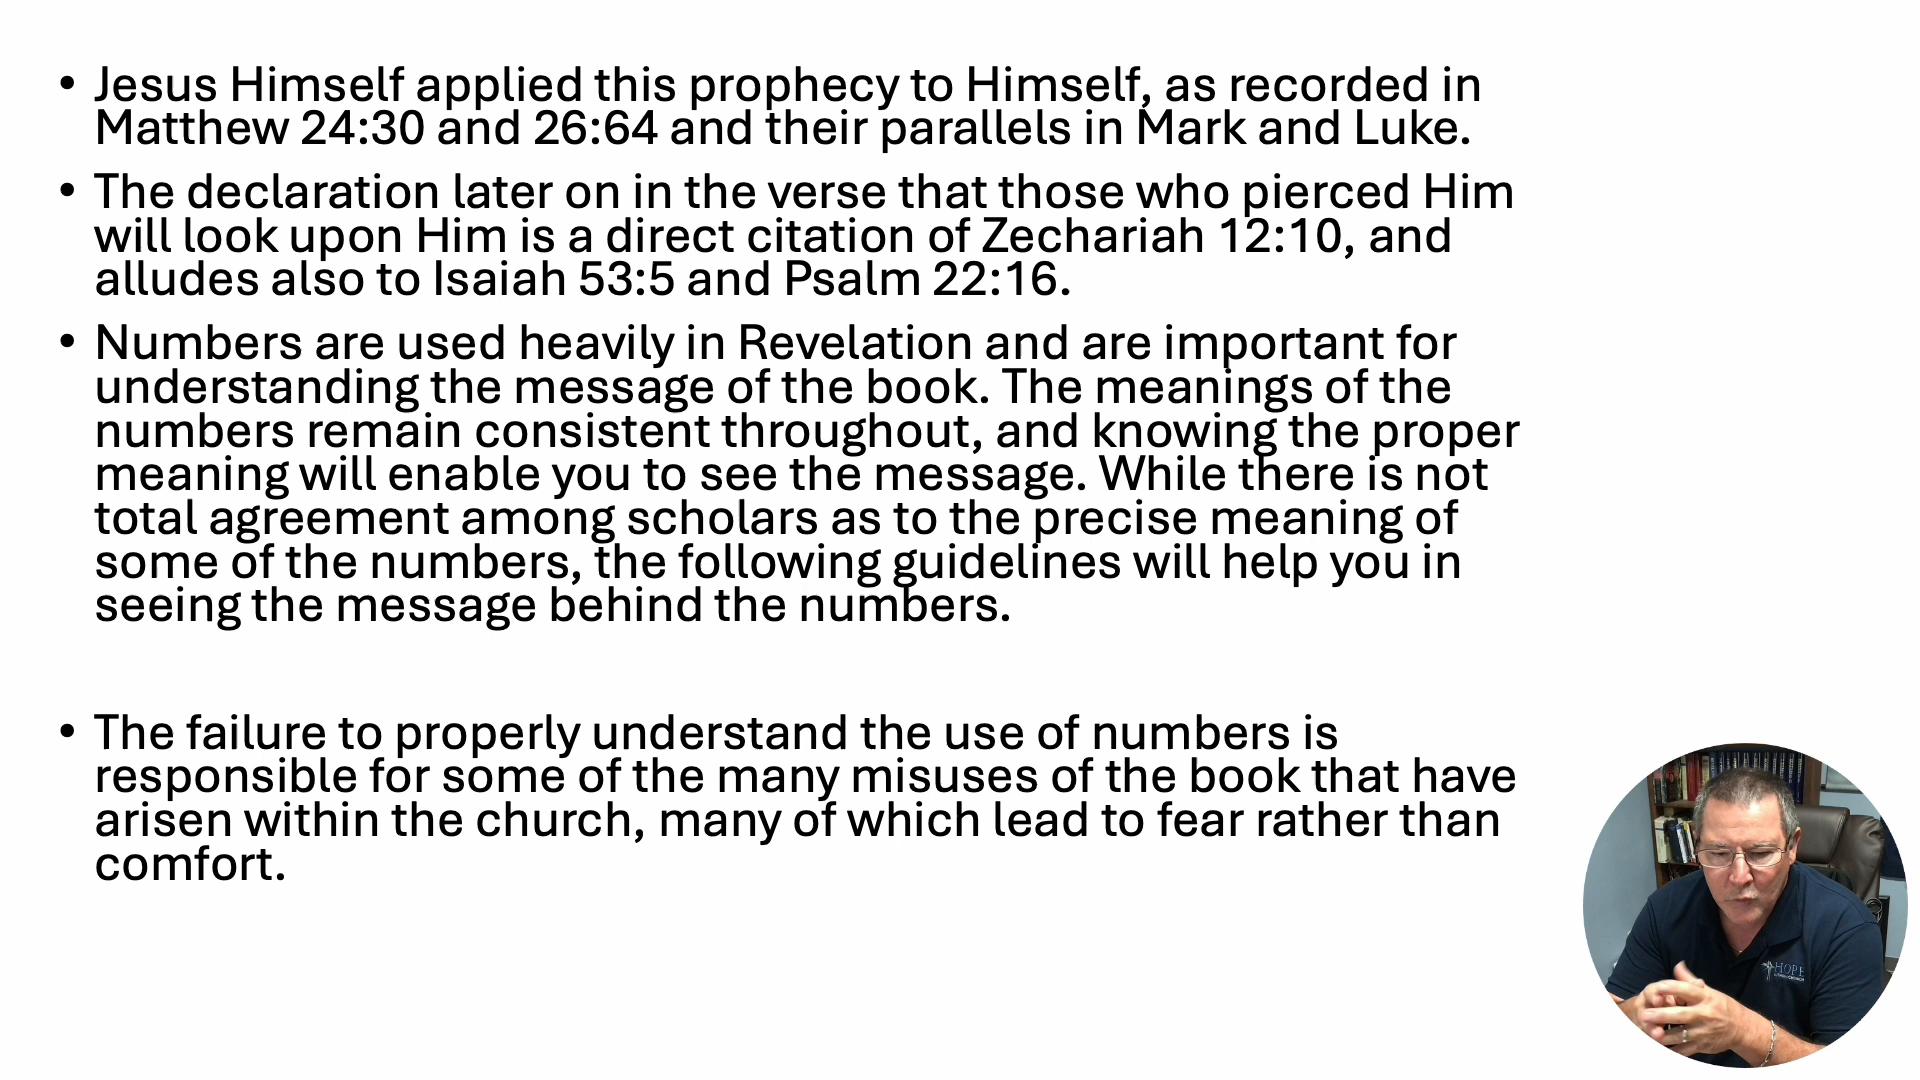 • Jesus Himself applied this prophecy to Himself, as recorded in
Matthew 24:30 and 26:64 and their parallels in Mark and Luke.
• The declaration later on in the verse that those who pierced Him
will look upon Him is a direct citation of Zechariah 12:10, and
alludes also to Isaiah 53:5 and Psalm 22:16.
• Numbers are used heavily in Revelation and are important for
understanding the message of the book. The meanings of the
numbers remain consistent throughout, and knowing the proper
meaning will enable you to see the message. While there is not
total agreement among scholars as to the precise meaning of
some of the numbers, the following guidelines will help you in
seeing the message behind the numbers.
• The failure to properly understand the use of numbers is
responsible for some of the many misuses of the book that have
arisen within the church, many of which lead to fear rather than
comfort.
HOPE